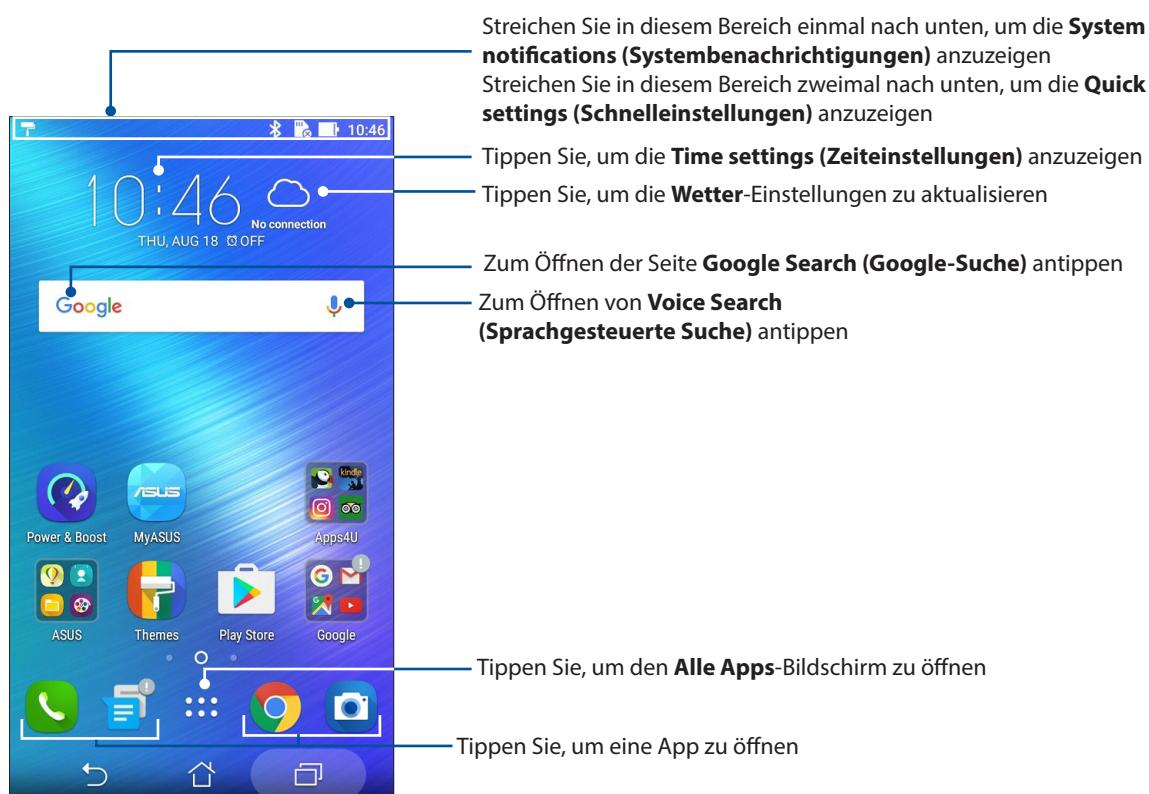 Streichen Sie in diesem Bereich einmal nach unten, um die System
notifications (Systembenachrichtigungen) anzuzeigen
Streichen Sie in diesem Bereich zweimal nach unten, um die Quick
settings (Schnelleinstellungen) anzuzeigen
10:46
Tippen Sie, um die Time settings (Zeiteinstellungen) anzuzeigen
10:46
Tippen Sie, um die Wetter-Einstellungen zu aktualisieren
No connection
THU, AUG 18 OFF
Zum Öffnen der Seite Google Search (Google-Suche) antippen
Google
Zum Öffnen von Voice Search
(Sprachgesteuerte Suche) antippen
kindle
ASUS
Power & Boost
MyASUS
Apps4U
ASUS
Themes
Play Store
Google
Tippen Sie, um den Alle Apps-Bildschirm zu öffnen
Tippen Sie, um eine App zu öffnen